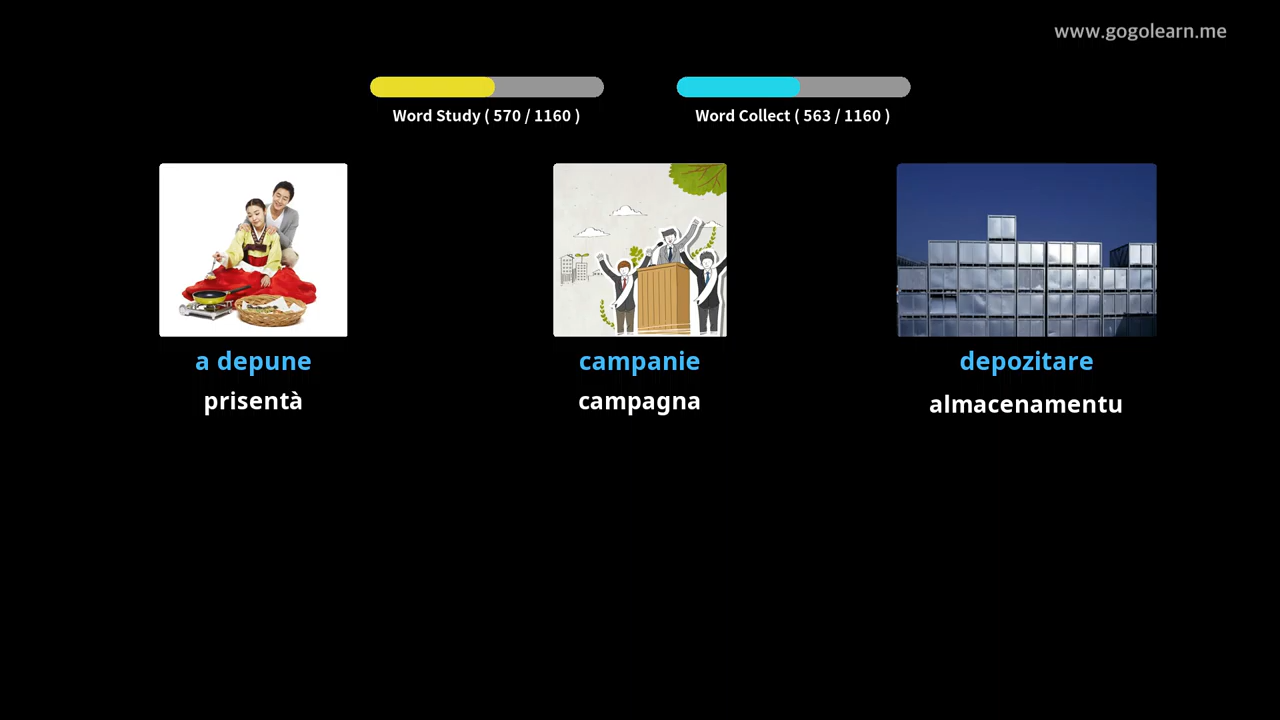 www.gogolearn.me
Word Study ( 570 / 1160 )
Word Collect ( 563 / 1160 )
a depune
campanie
depozitare
prisentà
campagna
almacenamentu